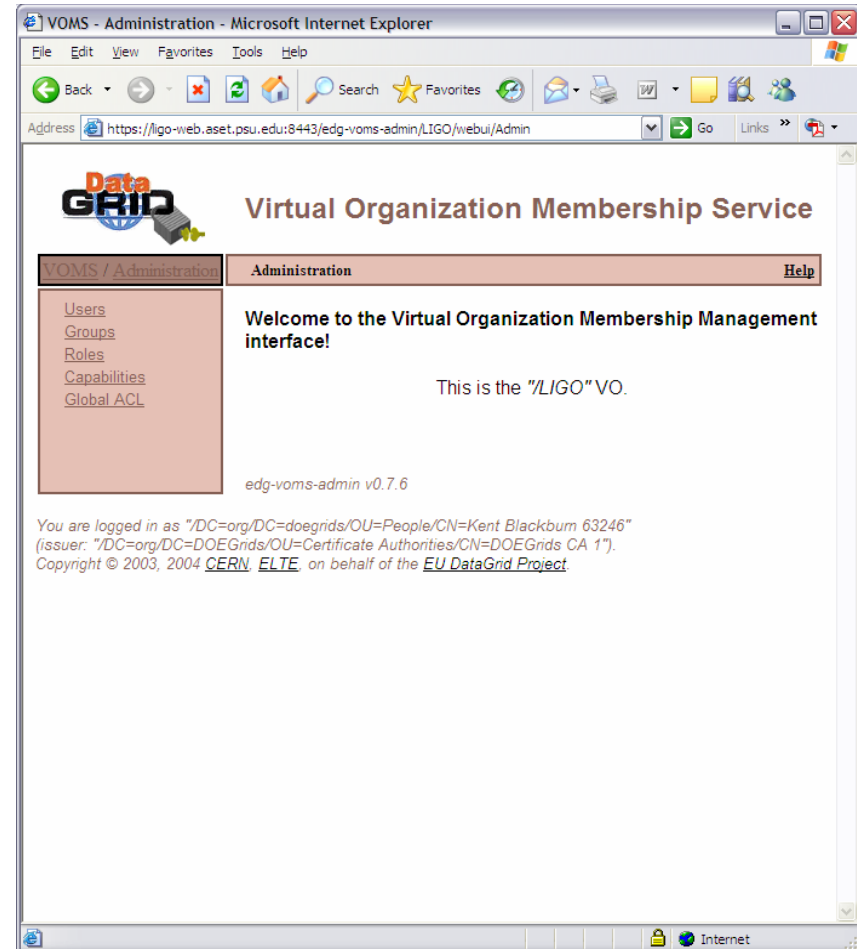 VOMS - Administration - Microsoft Internet Explorer
File Edit View Favorites Tools Help
Back Search Favorites
Address https://ligo-web.aset.psu.edu:8443/edg-voms-admin/LIGO/webui/Admin Go Links »
Data
GRID
Virtual Organization Membership Service
VOMS / Administration
Administration Help
Users
Groups
Roles
Capabilities
Global ACL
Welcome to the Virtual Organization Membership Management
interface!
This is the "/LIGO" VO.
edg-voms-admin v0.7.6
You are logged in as "/DC=org/DC=doegrids/OU=People/CN=Kent Blackburn 63246"
(issuer: "/DC=org/DC=DOEGrids/OU=Certificate Authorities/CN=DOEGrids CA 1").
Copyright © 2003, 2004 CERN, ELTE, on behalf of the EU DataGrid Project.
Internet